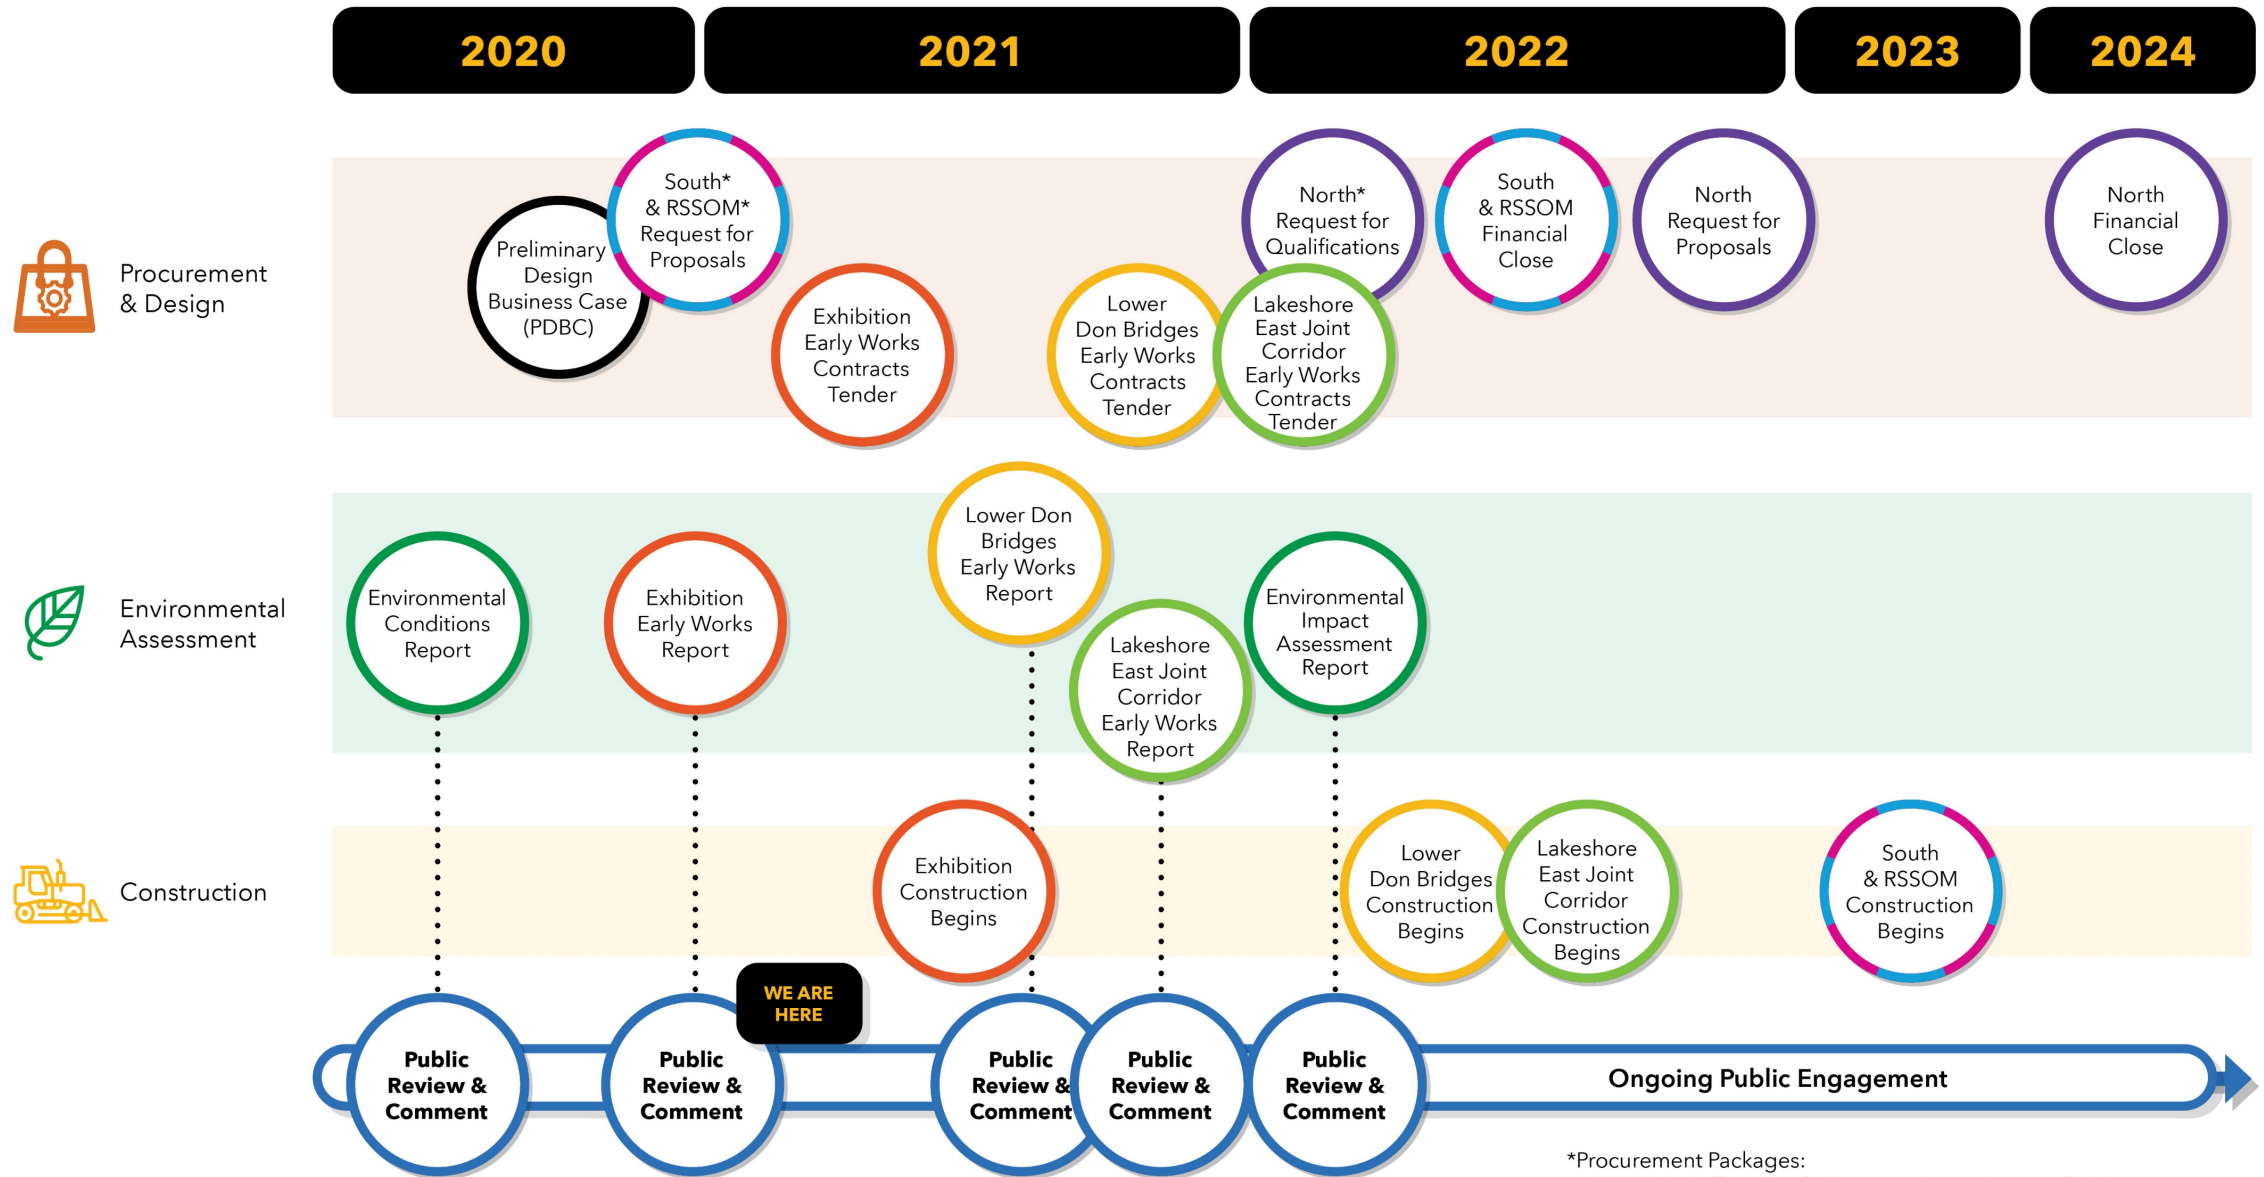 2020
2021
2022
2023
2024
Procurement
& Design
Preliminary
Design
Business Case
(PDBC)
South*
& RSSOM*
Request for
Proposals
Exhibition
Early Works
Contracts
Tender
Lower
Don Bridges
Early Works
Contracts
Tender
North*
Request for
Qualifications
Lakeshore
East Joint
Corridor
Early Works
Contracts
Tender
South
& RSSOM
Financial
Close
North
Request for
Proposals
North
Financial
Close
Environmental
Assessment
Environmental
Conditions
Report
Exhibition
Early Works
Report
Lower Don
Bridges
Early Works
Report
Lakeshore
East Joint
Corridor
Early Works
Report
Environmental
Impact
Assessment
Report
Construction
Exhibition
Construction
Begins
Lower
Don Bridges
Construction
Begins
Lakeshore
East Joint
Corridor
Construction
Begins
South
& RSSOM
Construction
Begins
WE ARE
HERE
Public
Review &
Comment
Public
Review &
Comment
Public
Review &
Comment
Public
Review &
Comment
Public
Review &
Comment
Ongoing Public Engagement
*Procurement Packages: